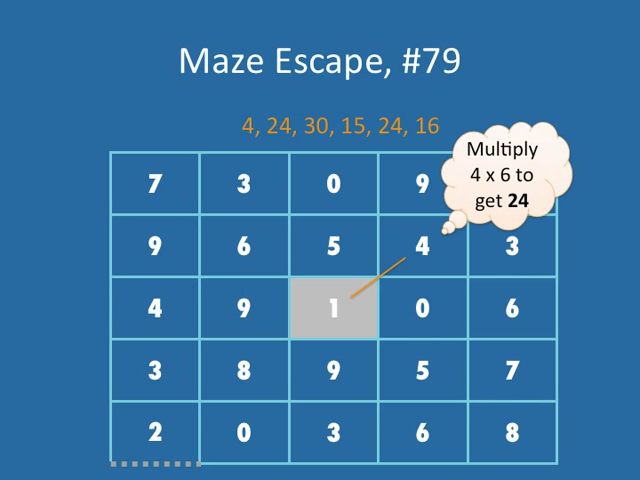 Maze Escape, #79
4, 24, 30, 15, 24, 16
Multiply
4 x 6 to
get 24
7 3 0 9
9 6 5 4 3
4 9 1 0 6
3 8 9 5 7
2 0 3 6 8